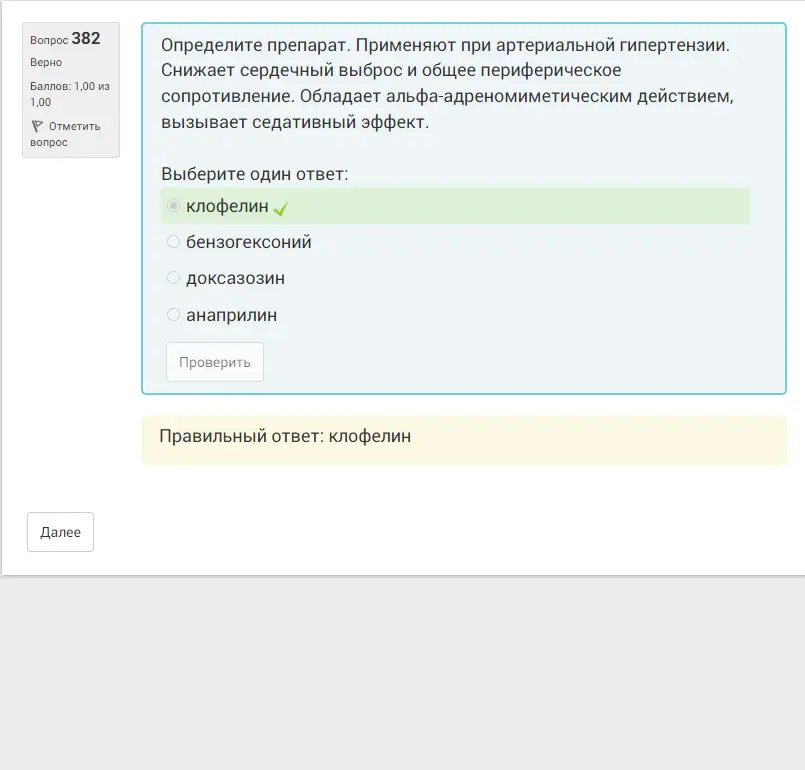 Вопрос 382
Верно
Баллов: 1,00 из
1,00
Отметить
вопрос
Определите препарат. Применяют при артериальной гипертензии.
Снижает сердечный выброс и общее периферическое
сопротивление. Обладает альфа-адреномиметическим действием,
вызывает седативный эффект.
Выберите один ответ:
клофелин
бензогексоний
доксазозин
анаприлин
Проверить
Правильный ответ: клофелин
Далее